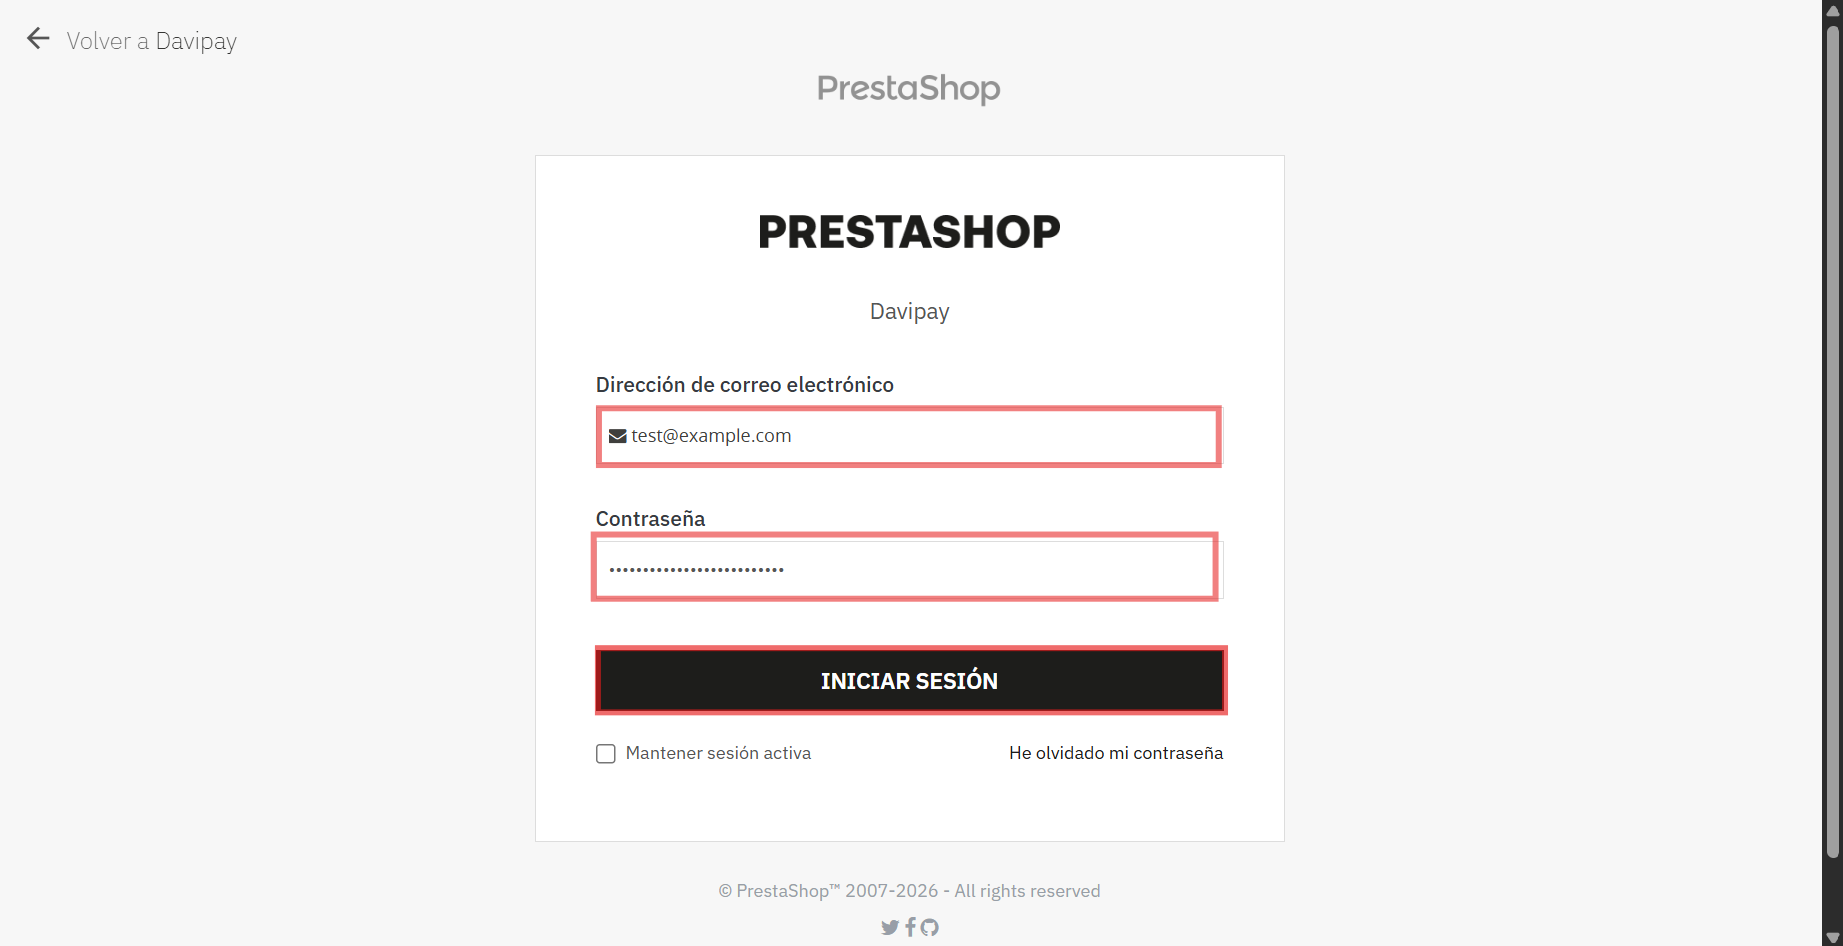 Volver a Davipay
PrestaShop
PRESTASHOP
Davipay
Dirección de correo electrónico
test@example.com
Contraseña
••••••••••••••••••••••••••
INICIAR SESIÓN
Mantener sesión activa
He olvidado mi contraseña
© PrestaShop™ 2007-2026 - All rights reserved